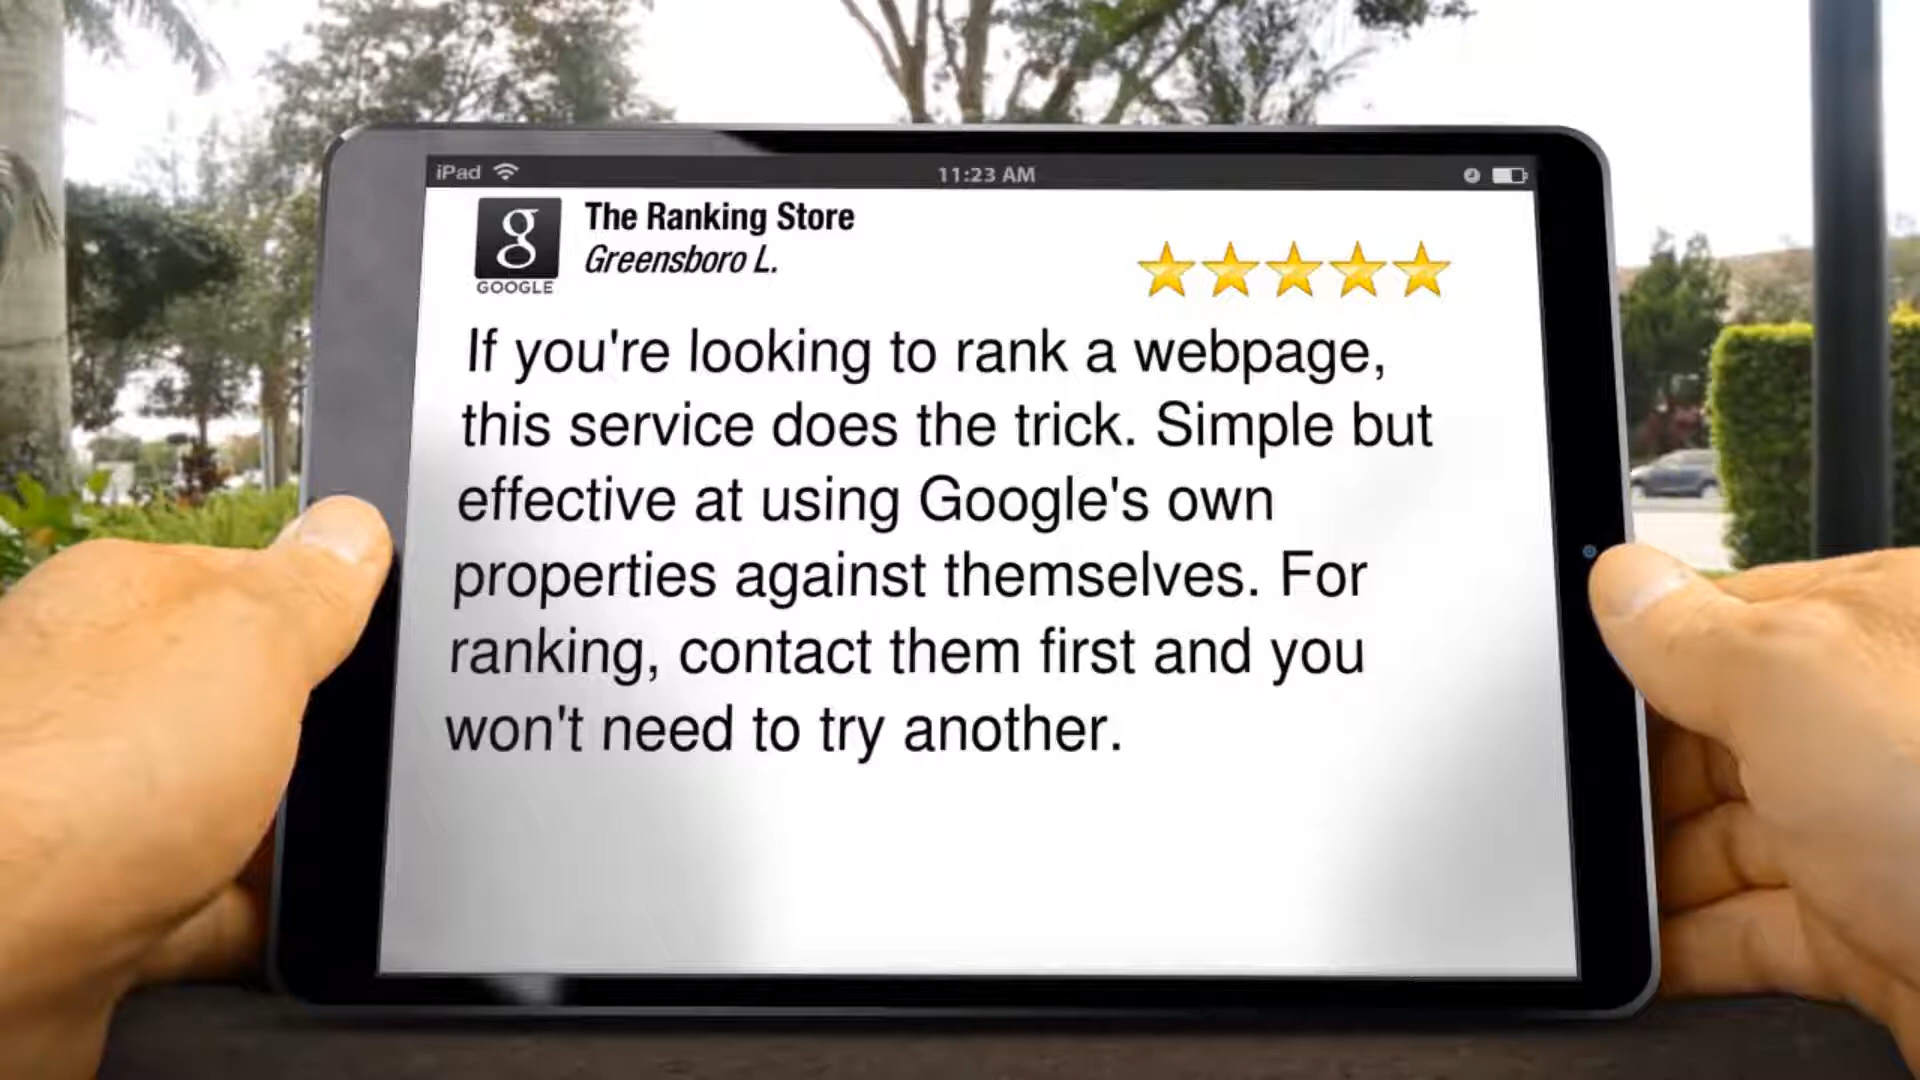 iPad
11:23 AM
g
GOOGLE
The Ranking Store
Greensboro L.
If you're looking to rank a webpage,
this service does the trick. Simple but
effective at using Google's own
properties against themselves. For
ranking, contact them first and you
won't need to try another.